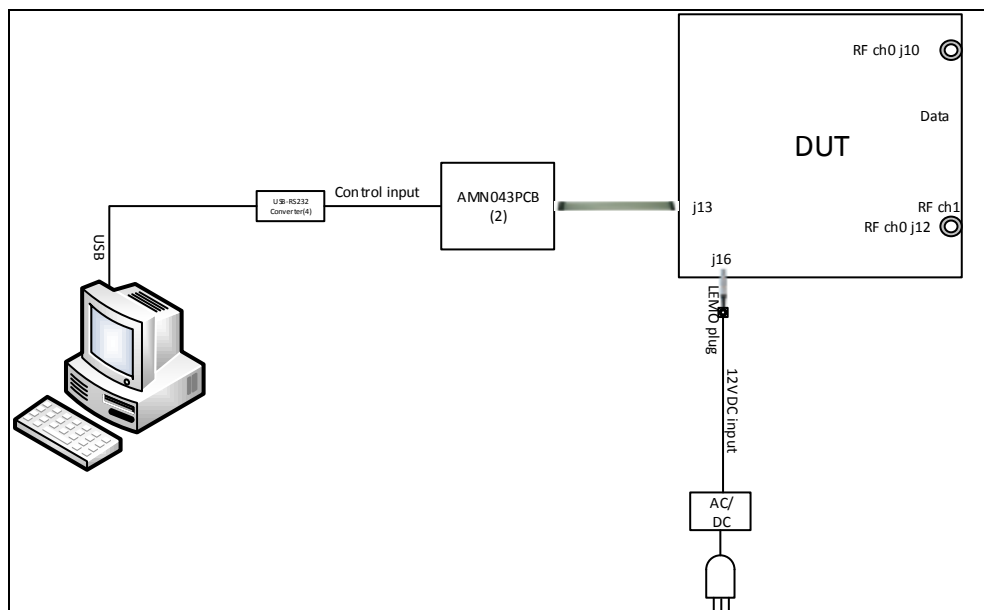 RF ch0 j10
Data
DUT
USB-RS232
Converter(4)
Control input
AMN043PCB
(2)
j13
RF ch1
RF ch0 j12
USB
j16
LEMO plug
12V DC input
AC/
DC